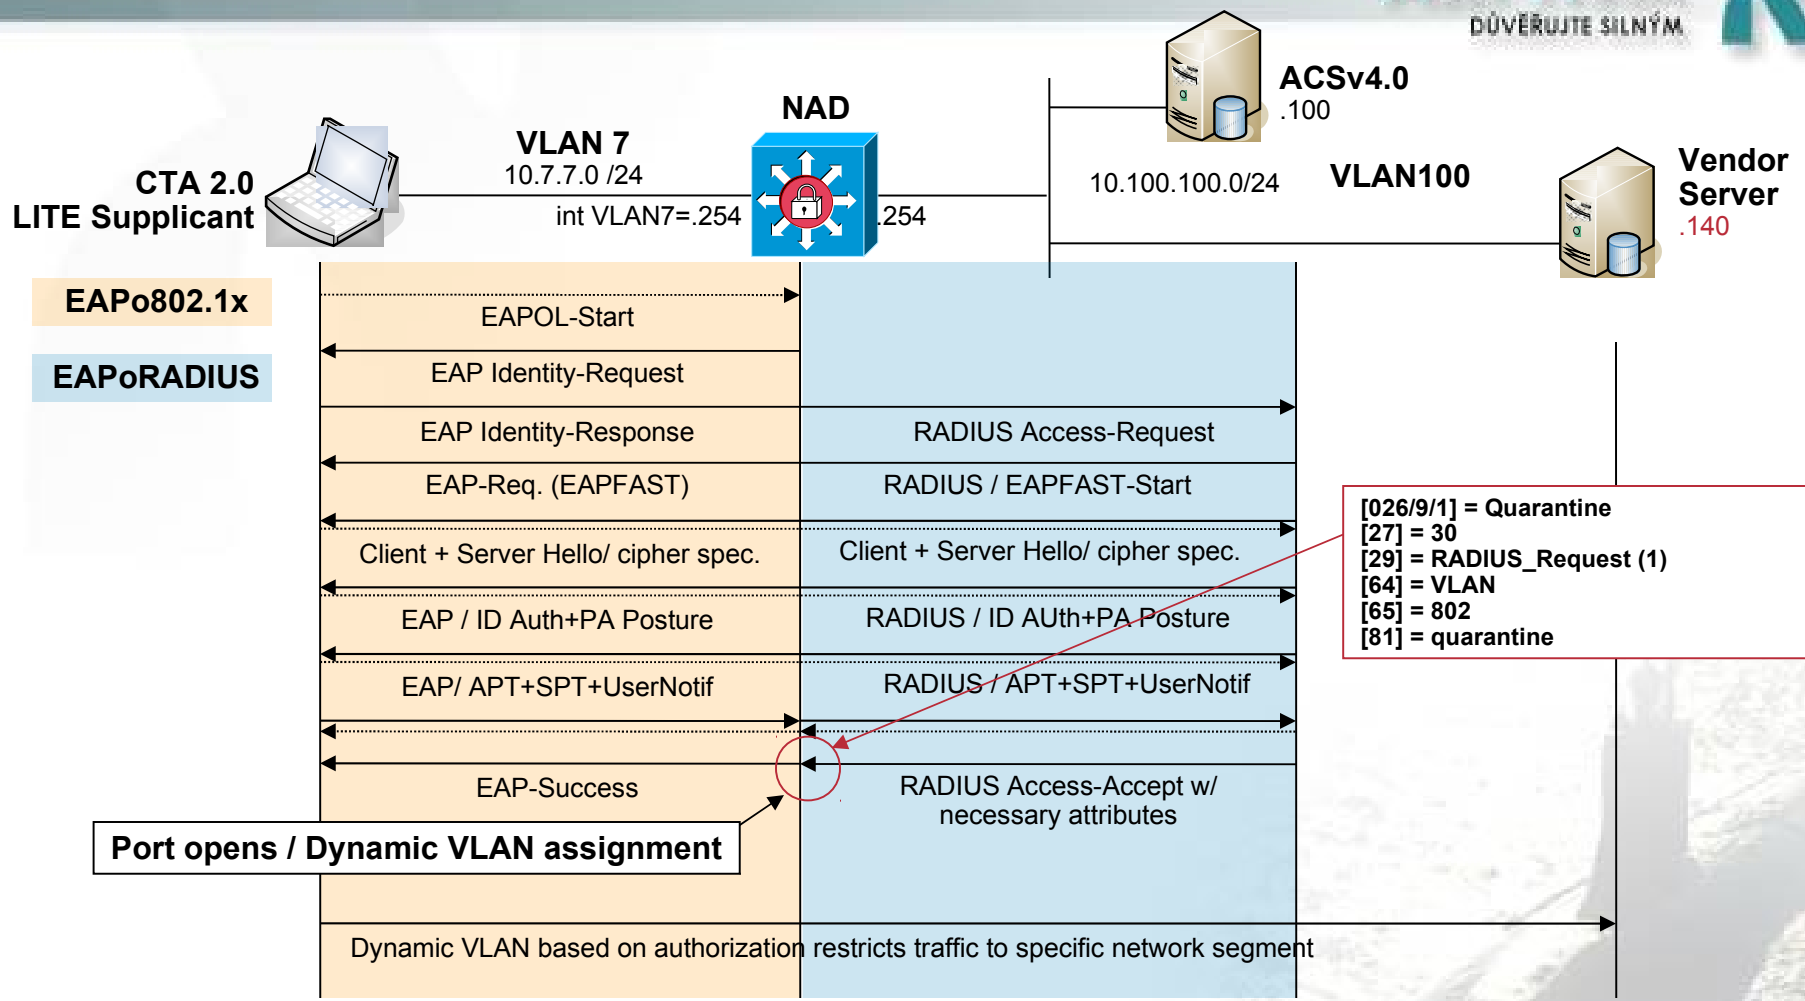 DŮVĚRUJTE SILNÝM
ACSv4.0
.100
NAD
VLAN 7
10.7.7.0 /24
int VLAN7=.254
.254
CTA 2.0
LITE Supplicant
10.100.100.0/24
VLAN100
Vendor
Server
.140
EAPo802.1x
EAPoRADIUS
EAPOL-Start
EAP Identity-Request
EAP Identity-Response
RADIUS Access-Request
EAP-Req. (EAPFAST)
RADIUS / EAPFAST-Start
Client + Server Hello/ cipher spec.
Client + Server Hello/ cipher spec.
EAP / ID Auth+PA Posture
RADIUS / ID AUth+PA Posture
EAP/ APT+SPT+UserNotif
RADIUS / APT+SPT+UserNotif
[026/9/1] = Quarantine
[27] = 30
[29] = RADIUS_Request (1)
[64] = VLAN
[65] = 802
[81] = quarantine
EAP-Success
RADIUS Access-Accept w/
necessary attributes
Port opens / Dynamic VLAN assignment
Dynamic VLAN based on authorization restricts traffic to specific network segment